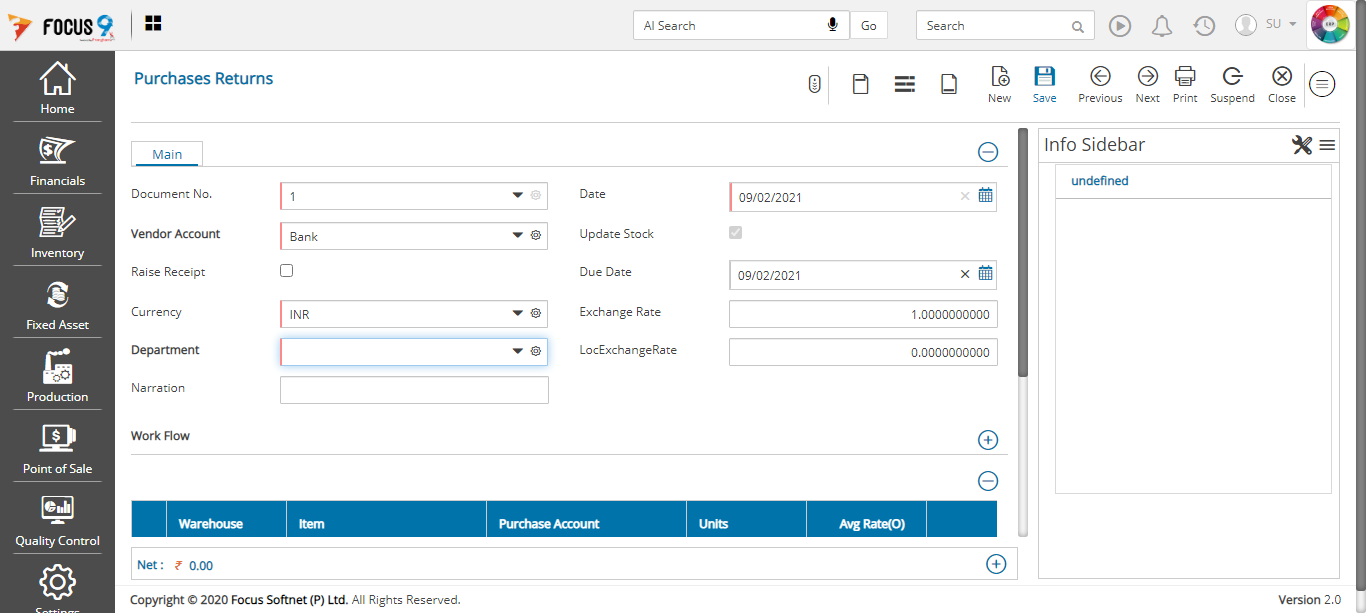 FOCUS 9
AI Search
Go
Search
SU
ERP
Home
Financials
Inventory
Fixed Asset
Production
Point of Sale
Quality Control
Settings
Purchases Returns
New
Save
Previous
Next
Print
Suspend
Close
Main
Document No. 1
Date 09/02/2021
Vendor Account Bank
Update Stock
Raise Receipt
Due Date 09/02/2021
Currency INR
Exchange Rate 1.0000000000
Department
LocExchangeRate 0.0000000000
Narration
Work Flow
Warehouse Item Purchase Account Units Avg Rate(O)
Net : ₹ 0.00
Info Sidebar
undefined
Copyright © 2020 Focus Softnet (P) Ltd. All Rights Reserved.
Version 2.0